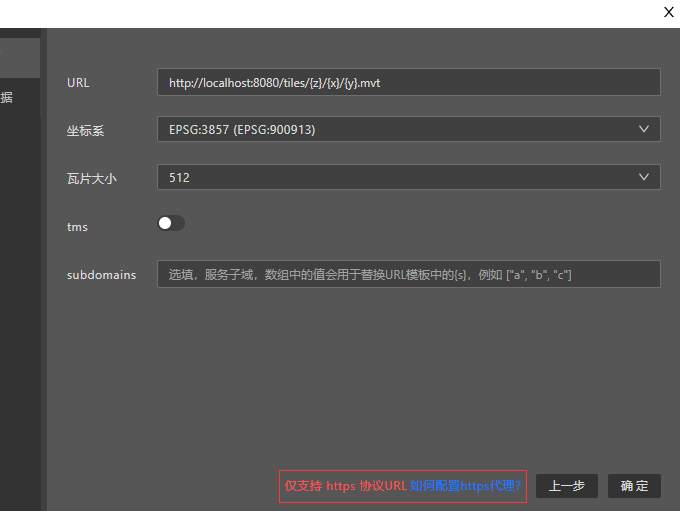 据
URL http://localhost:8080/tiles/{z}/{x}/{y}.mvt
坐标系 EPSG:3857 (EPSG:900913)
瓦片大小 512
tms
subdomains 选填，服务子域，数组中的值会用于替换URL模板中的{s}，例如 ["a", "b", "c"]
仅支持 https 协议URL 如何配置https代理? 上一步 确 定